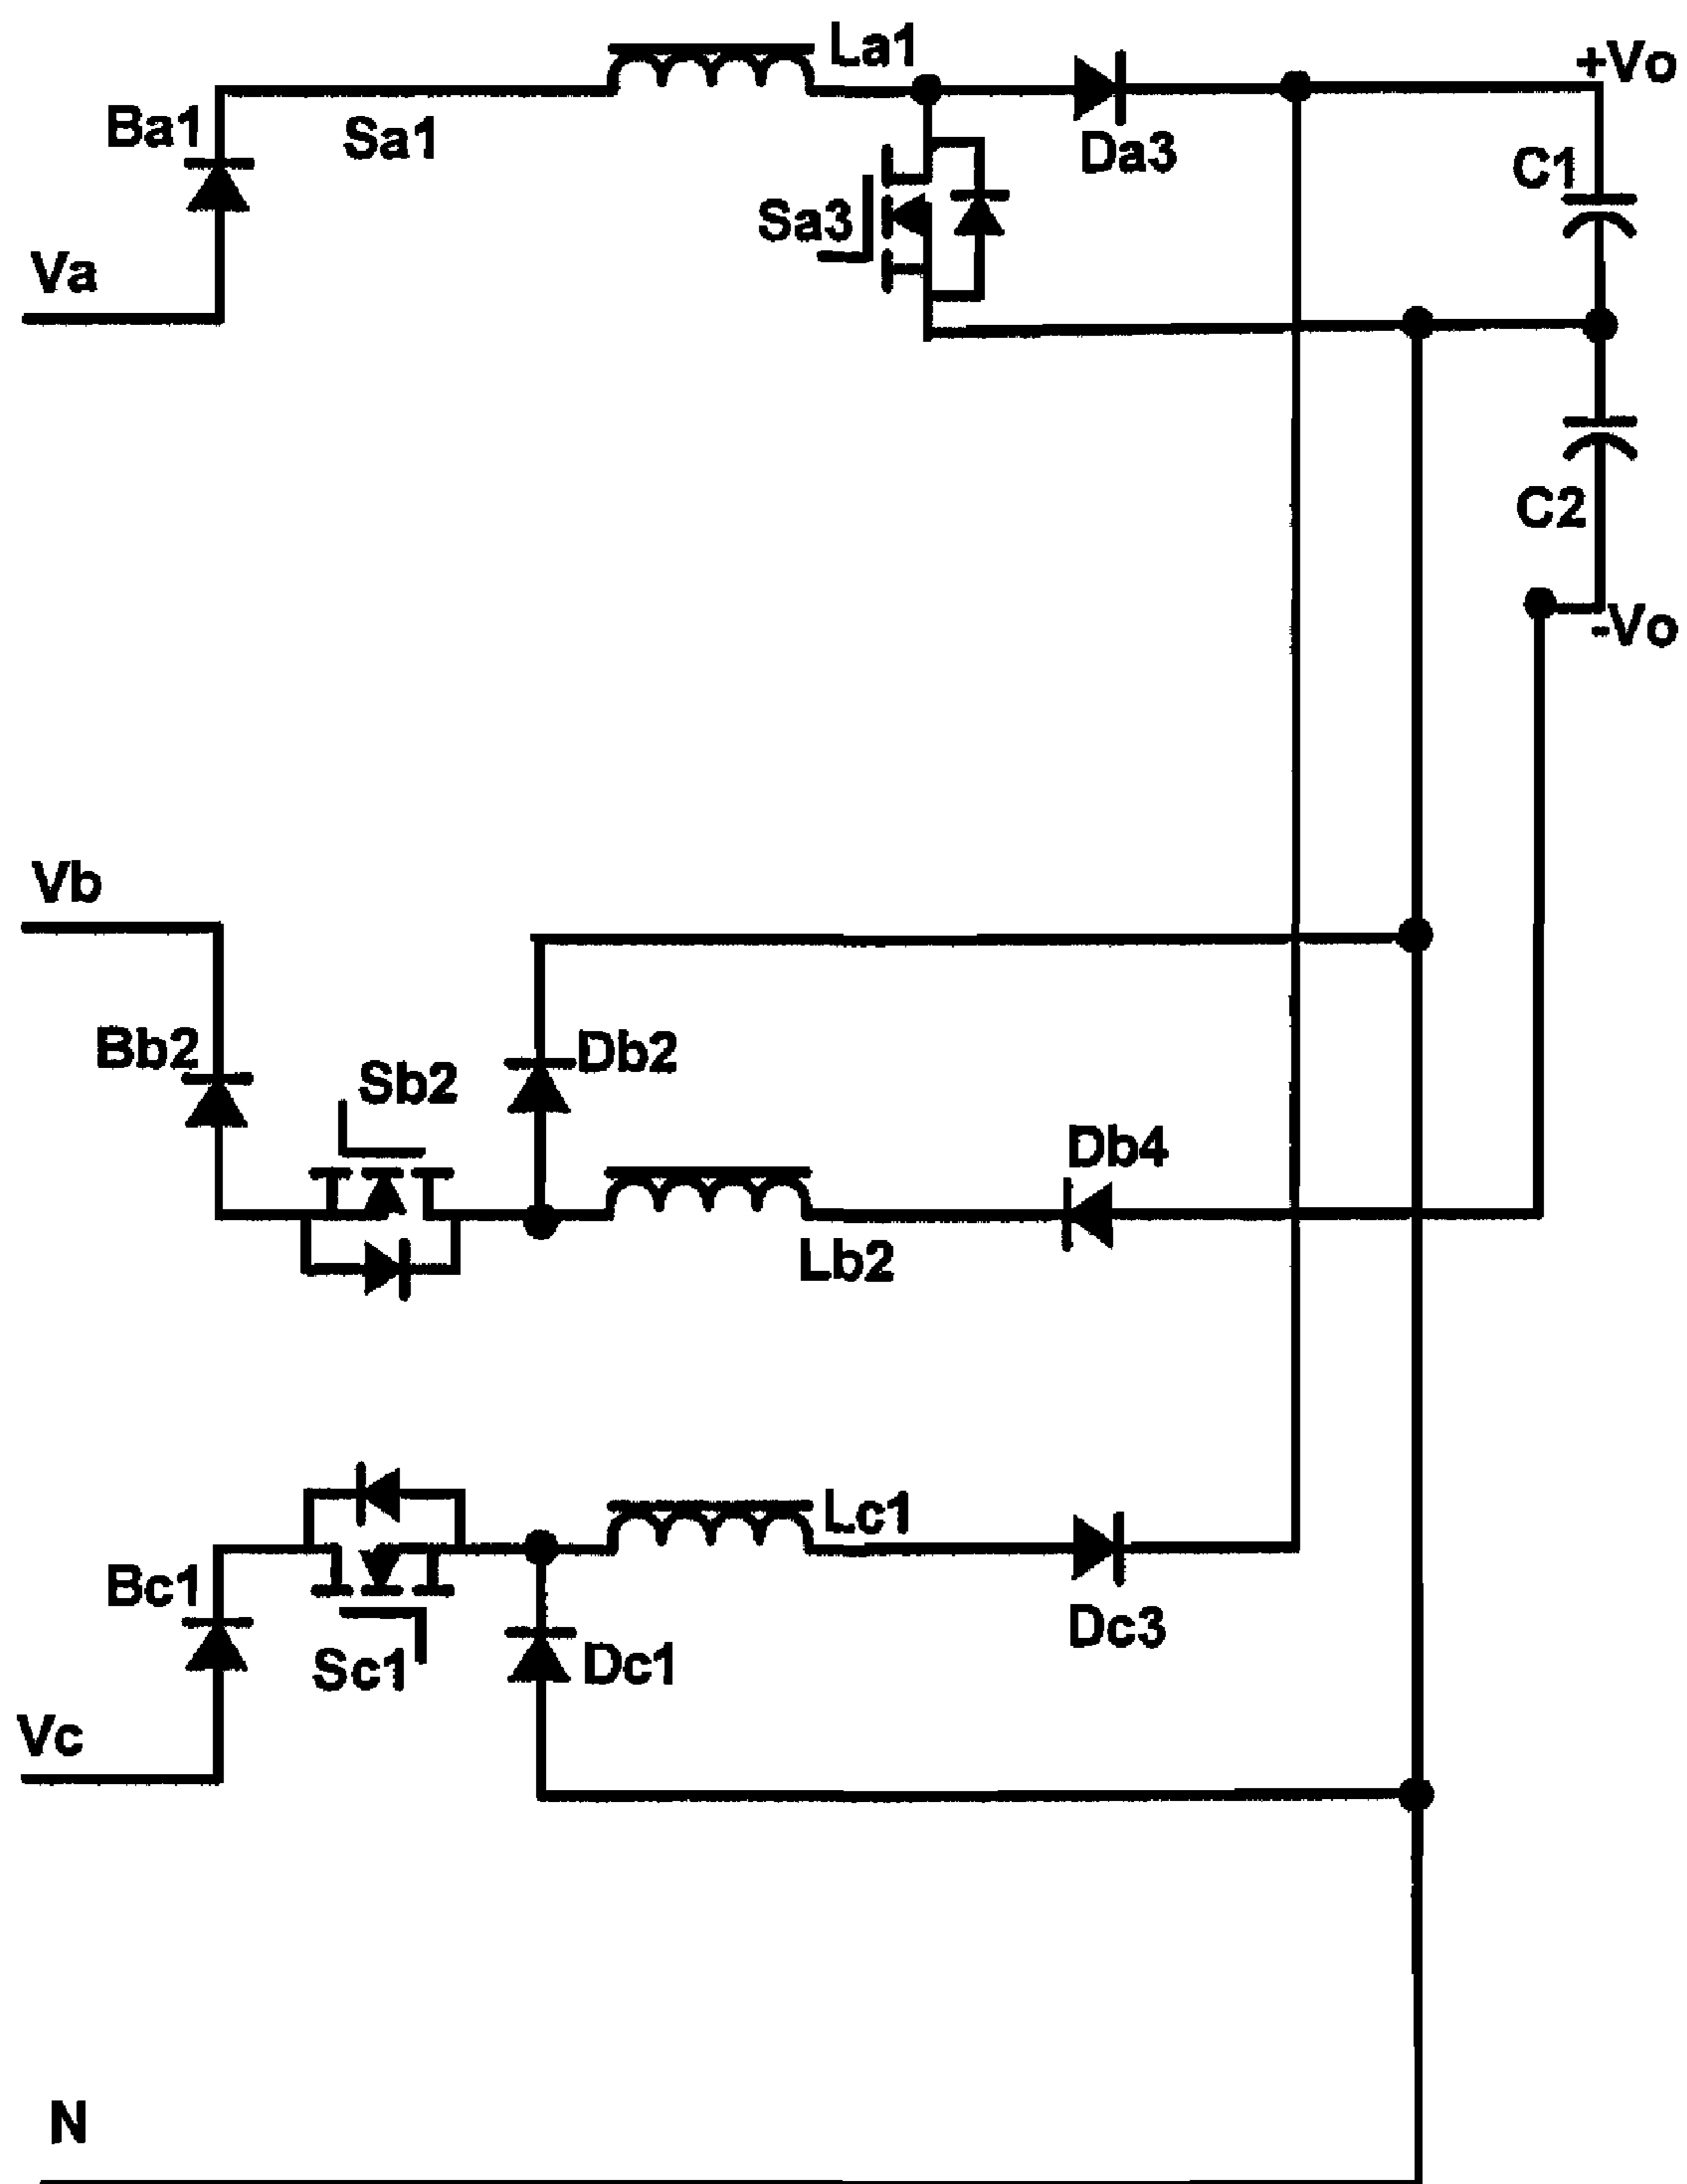 La1
+Vo
Ba1
Sa1
Da3
C1
Sa3
Va
C2
-Vo
Vb
Bb2
Sb2
Db2
Db4
Lb2
Lc1
Bc1
Sc1
Dc1
Dc3
Vc
N